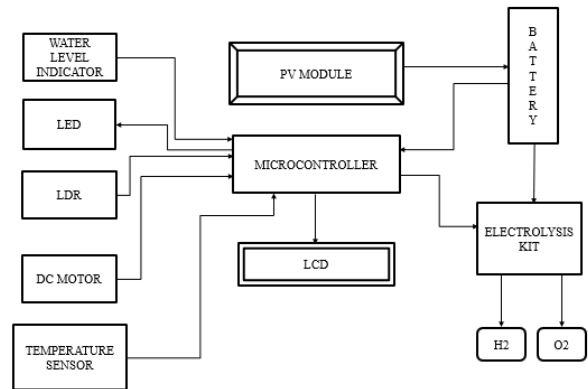 WATER
LEVEL
INDICATOR
PV MODULE
B
A
T
T
E
R
Y
LED
MICROCONTROLLER
LDR
ELECTROLYSIS
KIT
DC MOTOR
LCD
H2
O2
TEMPERATURE
SENSOR